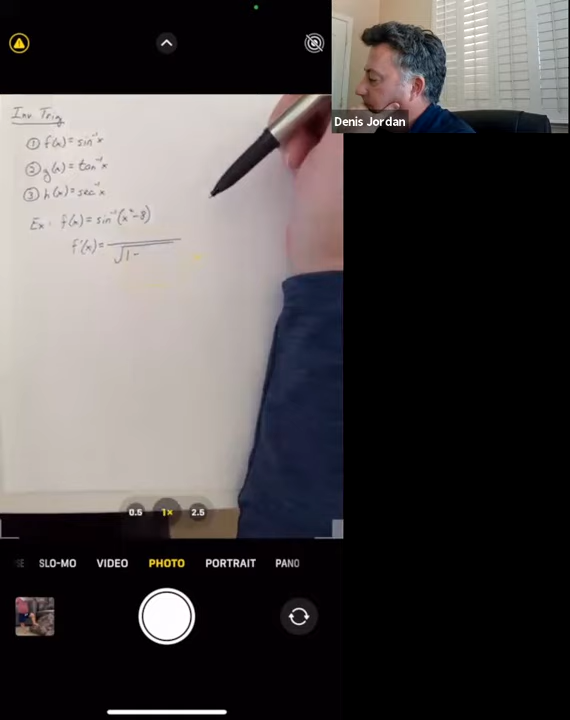 Denis Jordan
Inv Trig
① f(x) = sin⁻¹x
② g(x) = tan⁻¹x
③ h(x) = sec⁻¹x
Ex: f(x) = sin⁻¹(x²-8)
f'(x) =
√1-
0.5 1× 2.5
SLO-MO VIDEO PHOTO PORTRAIT PANO